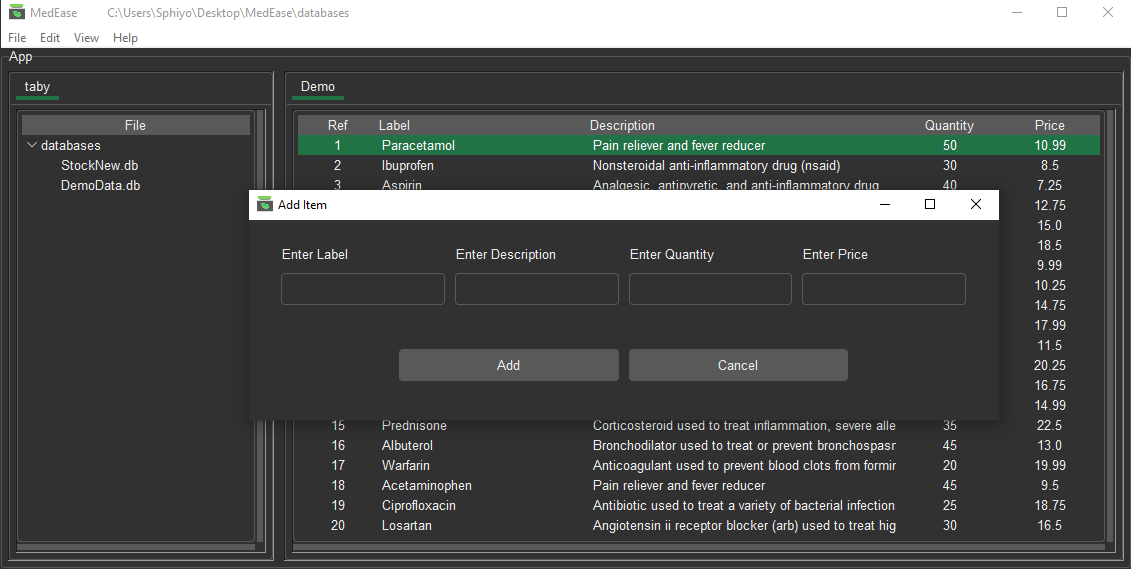 MedEase C:\Users\Sphiyo\Desktop\MedEase\databases
File Edit View Help
App
taby
Demo
File
Ref Label Description Quantity Price
databases
1 Paracetamol Pain reliever and fever reducer 50 10.99
StockNew.db
2 Ibuprofen Nonsteroidal anti-inflammatory drug (nsaid) 30 8.5
DemoData.db
3 Aspirin Analgesic, antipyretic, and anti-inflammatory drug 40 7.25
Add Item
12.75
15.0
18.5
Enter Label Enter Description Enter Quantity Enter Price
9.99
10.25
14.75
17.99
11.5
20.25
Add Cancel
16.75
14.99
15 Prednisone Corticosteroid used to treat inflammation, severe alle 35 22.5
16 Albuterol Bronchodilator used to treat or prevent bronchospasr 45 13.0
17 Warfarin Anticoagulant used to prevent blood clots from formir 20 19.99
18 Acetaminophen Pain reliever and fever reducer 45 9.5
19 Ciprofloxacin Antibiotic used to treat a variety of bacterial infection 25 18.75
20 Losartan Angiotensin ii receptor blocker (arb) used to treat hig 30 16.5